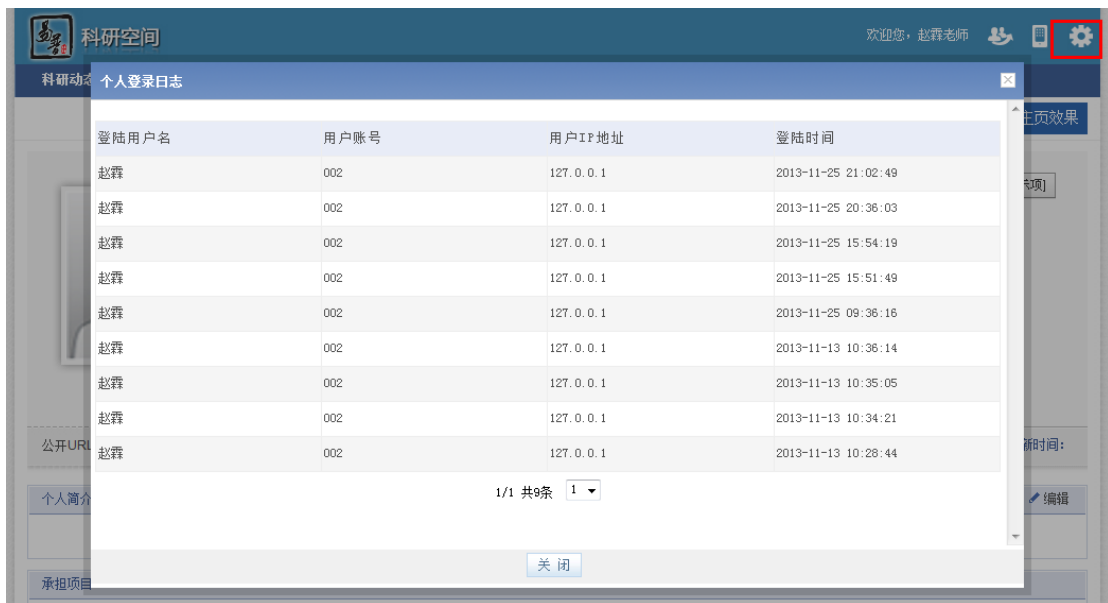 易普 科研空间 欢迎您，赵霖老师
科研动态
个人登录日志
主页效果
登陆用户名 用户账号 用户IP地址 登陆时间
赵霖 002 127.0.0.1 2013-11-25 21:02:49
项]
赵霖 002 127.0.0.1 2013-11-25 20:36:03
赵霖 002 127.0.0.1 2013-11-25 15:54:19
赵霖 002 127.0.0.1 2013-11-25 15:51:49
赵霖 002 127.0.0.1 2013-11-25 09:36:16
赵霖 002 127.0.0.1 2013-11-13 10:36:14
赵霖 002 127.0.0.1 2013-11-13 10:35:05
赵霖 002 127.0.0.1 2013-11-13 10:34:21
公开URL 新时间：
赵霖 002 127.0.0.1 2013-11-13 10:28:44
1/1 共9条 1
个人简介 编辑
关 闭
承担项目